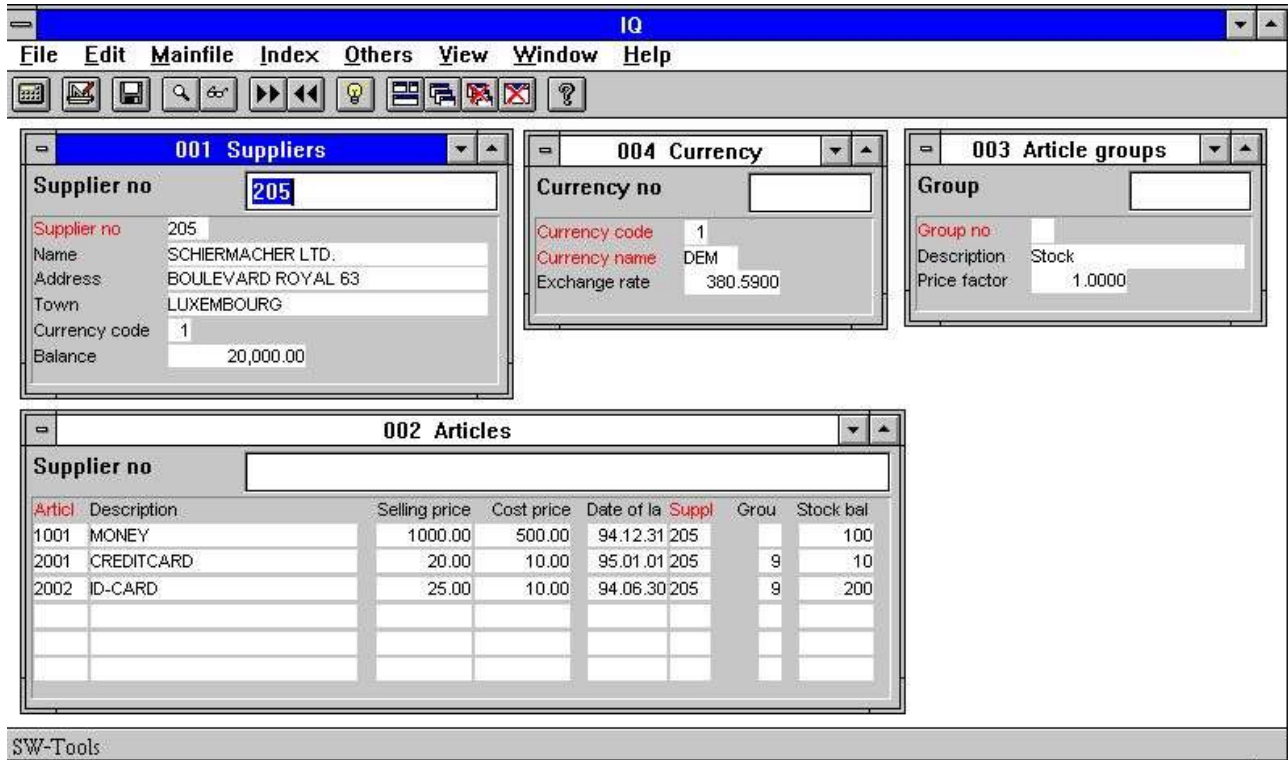 IQ
File Edit Mainfile Index Others View Window Help
001 Suppliers
Supplier no 205
Supplier no 205
Name SCHIERMACHER LTD.
Address BOULEVARD ROYAL 63
Town LUXEMBOURG
Currency code 1
Balance 20,000.00
004 Currency
Currency no
Currency code 1
Currency name DEM
Exchange rate 380.5900
003 Article groups
Group
Group no
Description Stock
Price factor 1.0000
002 Articles
Supplier no
Articl Description Selling price Cost price Date of la Suppl Grou Stock bal
1001 MONEY 1000.00 500.00 94.12.31 205 100
2001 CREDITCARD 20.00 10.00 95.01.01 205 9 10
2002 ID-CARD 25.00 10.00 94.06.30 205 9 200
SW-Tools